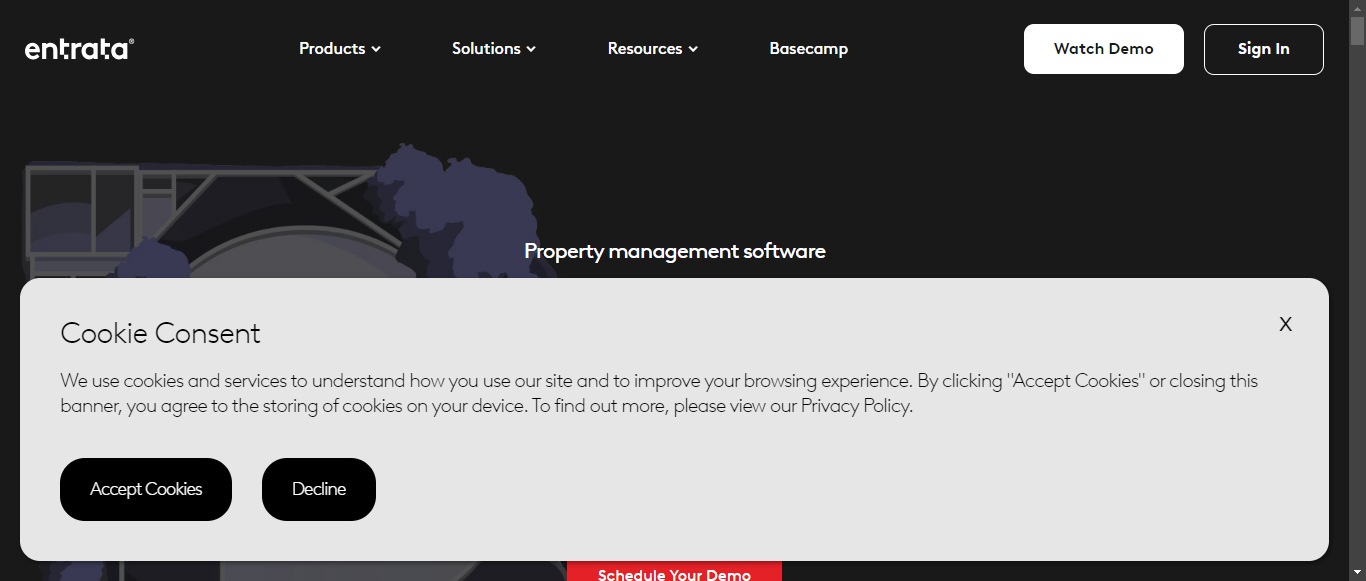 entrata®
Products
Solutions
Resources
Basecamp
Watch Demo
Sign In
Property management software
Cookie Consent
X
We use cookies and services to understand how you use our site and to improve your browsing experience. By clicking "Accept Cookies" or closing this
banner, you agree to the storing of cookies on your device. To find out more, please view our Privacy Policy.
Accept Cookies
Decline
Schedule Your Demo